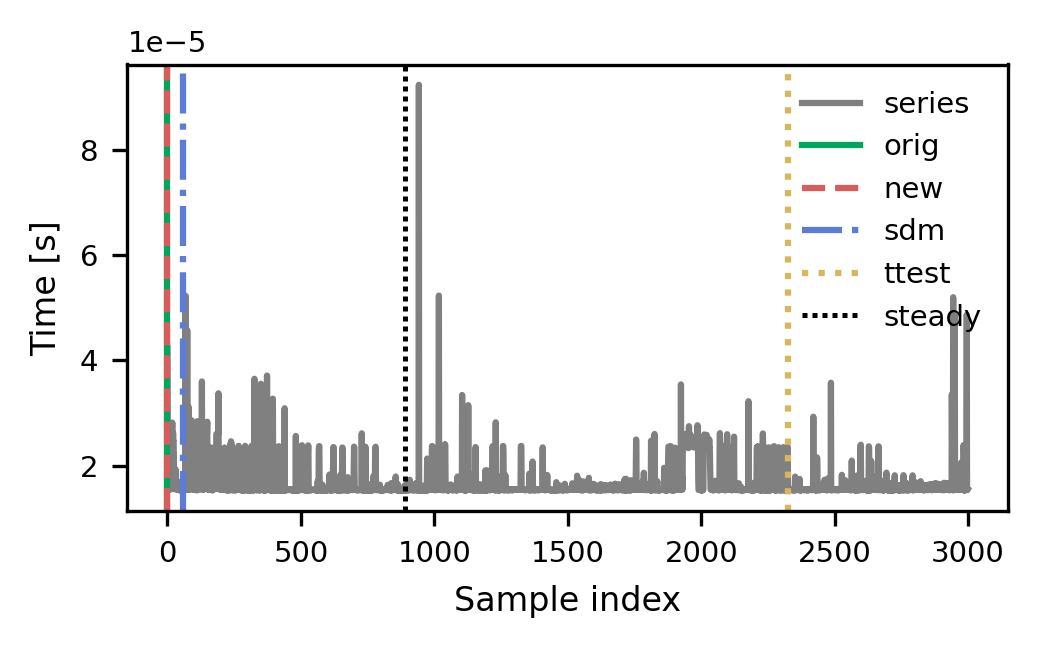 1e−5
Time [s]
8
6
4
2
series
orig
new
sdm
ttest
steady
0 500 1000 1500 2000 2500 3000
Sample index